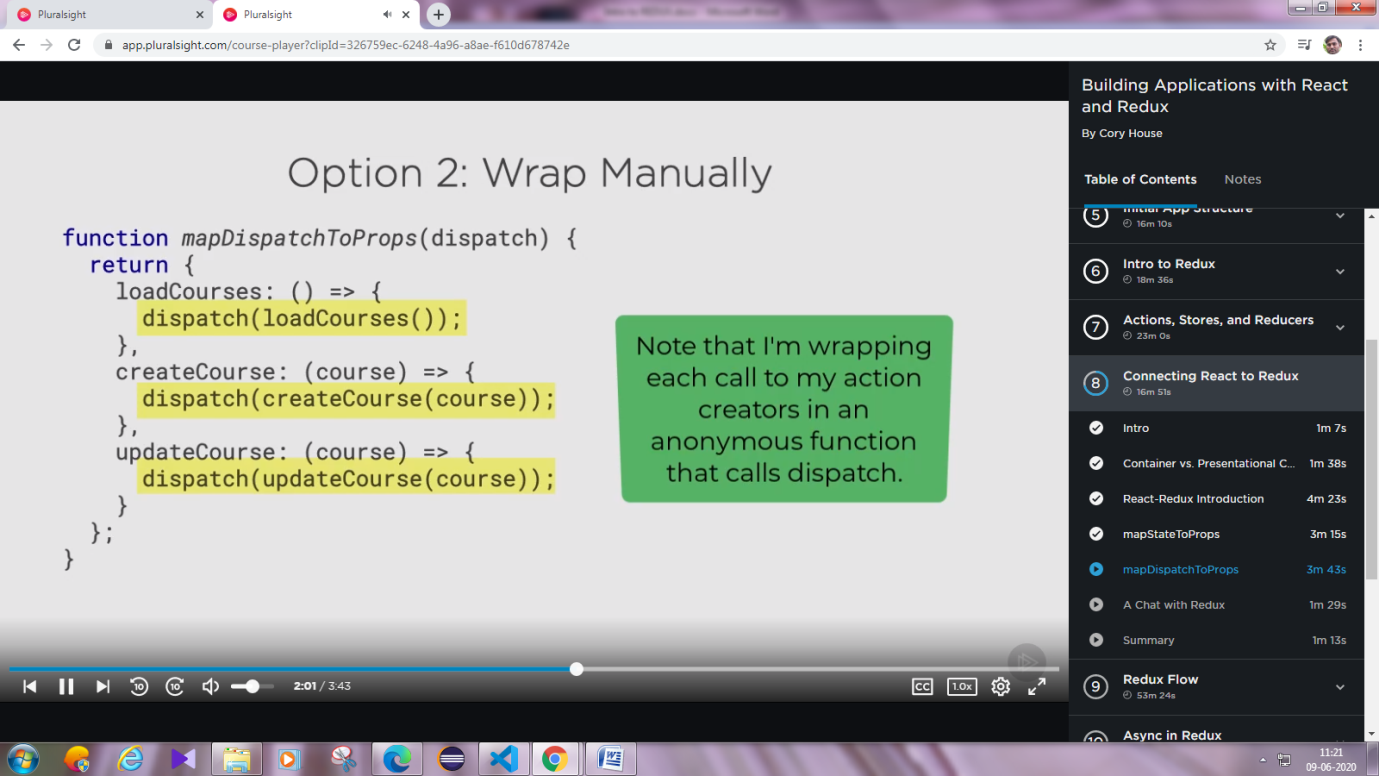 Pluralsight
Pluralsight
app.pluralsight.com/course-player?clipId=326759ec-6248-4a96-a8ae-f610d678742e
Option 2: Wrap Manually
function mapDispatchToProps(dispatch) {
return {
loadCourses: () => {
dispatch(loadCourses());
},
createCourse: (course) => {
dispatch(createCourse(course));
},
updateCourse: (course) => {
dispatch(updateCourse(course));
}
};
}
Note that I'm wrapping
each call to my action
creators in an
anonymous function
that calls dispatch.
10
10
2:01 / 3:43
CC
1.0x
Building Applications with React
and Redux
By Cory House
Table of Contents
Notes
5 Initial App Structure
16m 10s
6 Intro to Redux
18m 36s
7 Actions, Stores, and Reducers
23m 0s
8 Connecting React to Redux
16m 51s
Intro 1m 7s
Container vs. Presentational C... 1m 38s
React-Redux Introduction 4m 23s
mapStateToProps 3m 15s
mapDispatchToProps 3m 43s
A Chat with Redux 1m 29s
Summary 1m 13s
9 Redux Flow
53m 24s
10 Async in Redux
11:21
09-06-2020